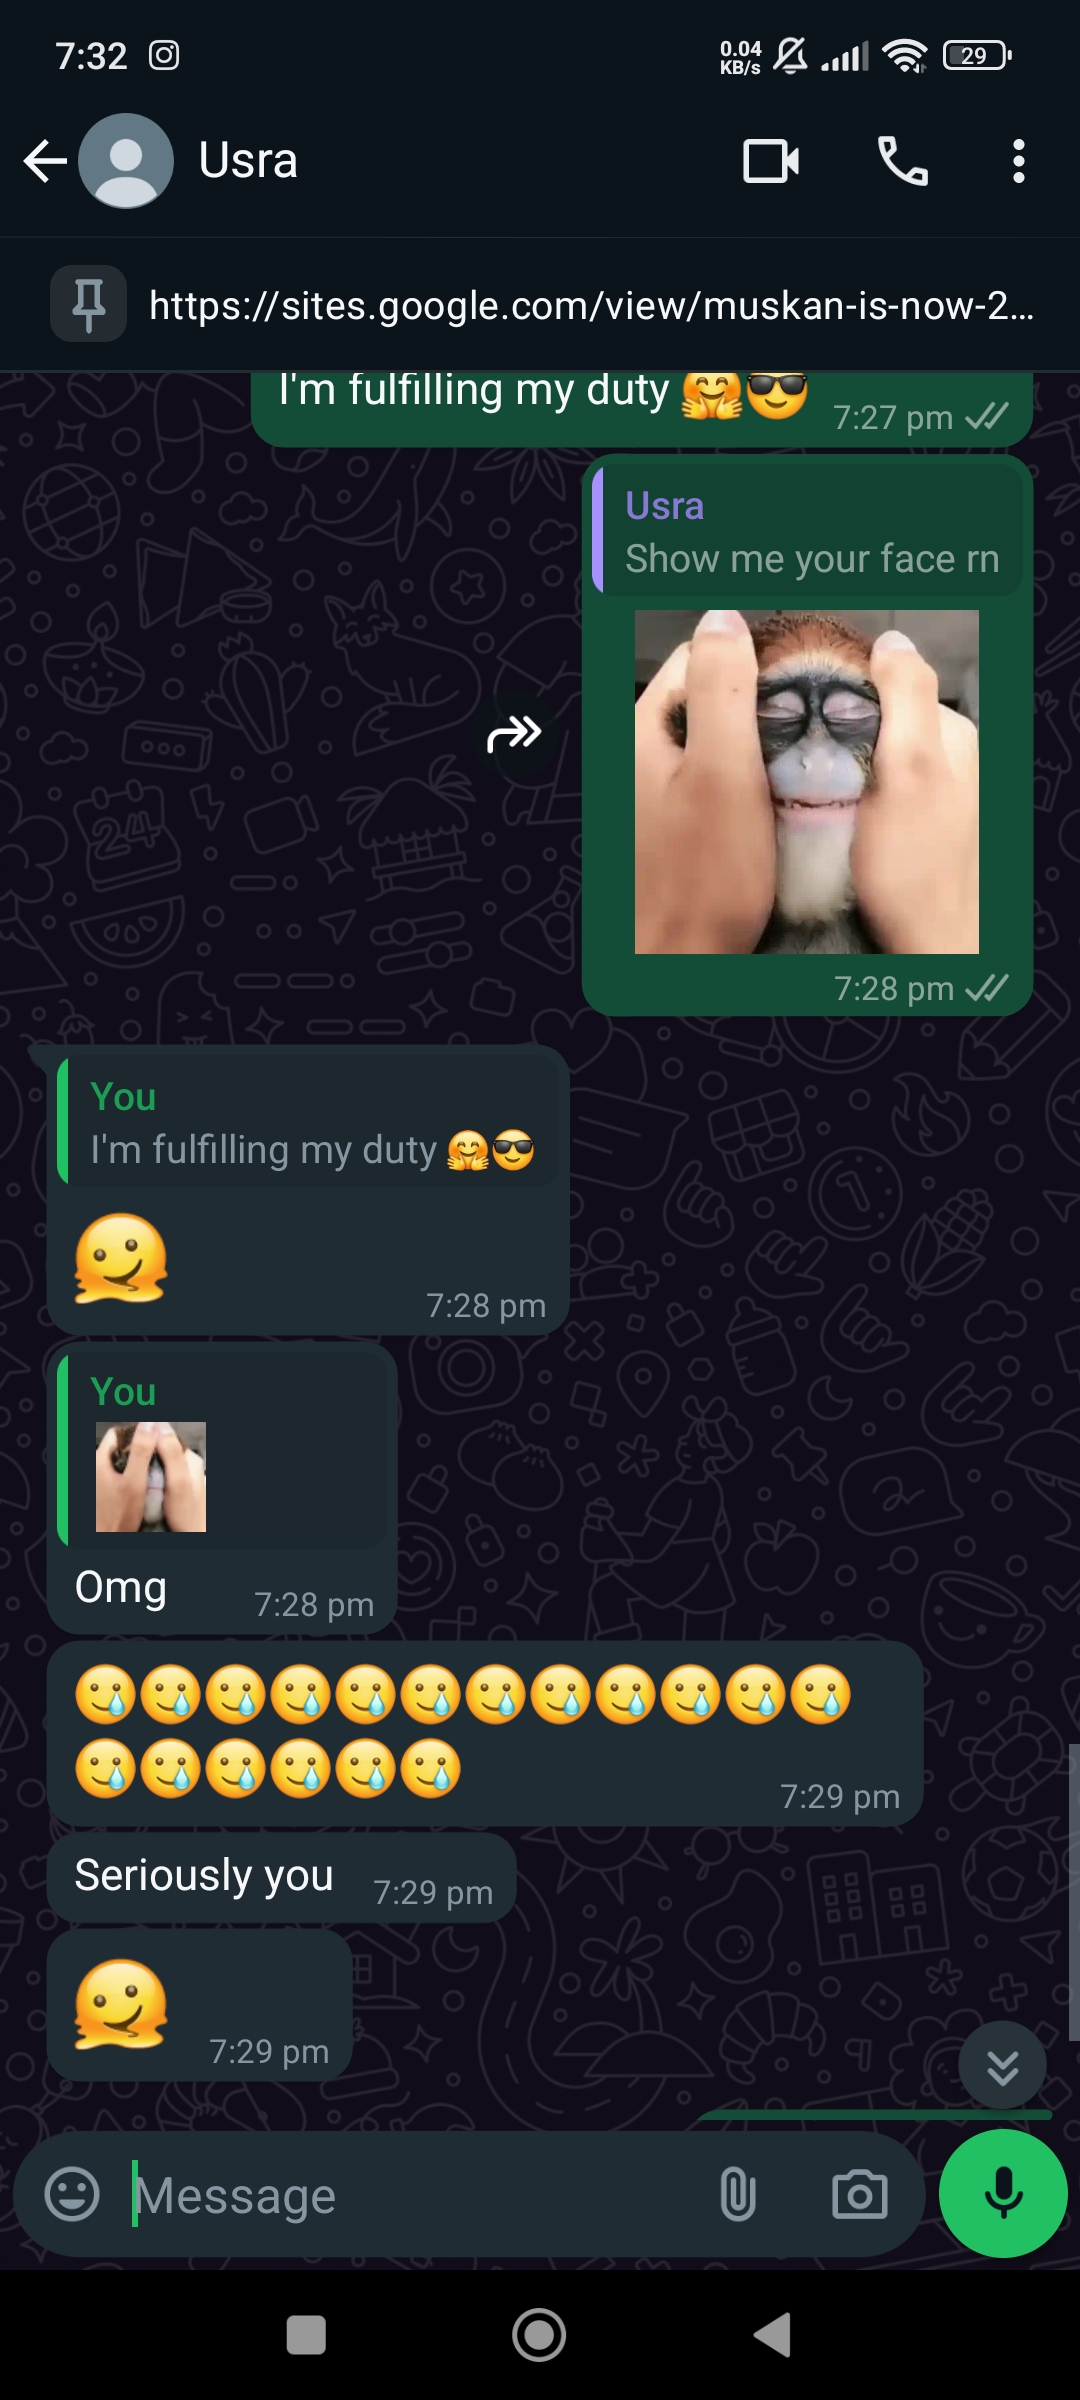 7:32
0.04
KB/s
29
Usra
https://sites.google.com/view/muskan-is-now-2...
I'm fulfilling my duty 🤗😎
7:27 pm
Usra
Show me your face rn
7:28 pm
You
I'm fulfilling my duty 🤗😎
🫠
7:28 pm
You
Omg
7:28 pm
🥲🥲🥲🥲🥲🥲🥲🥲🥲🥲🥲🥲
🥲🥲🥲🥲🥲🥲
7:29 pm
Seriously you
7:29 pm
🫠
7:29 pm
Message